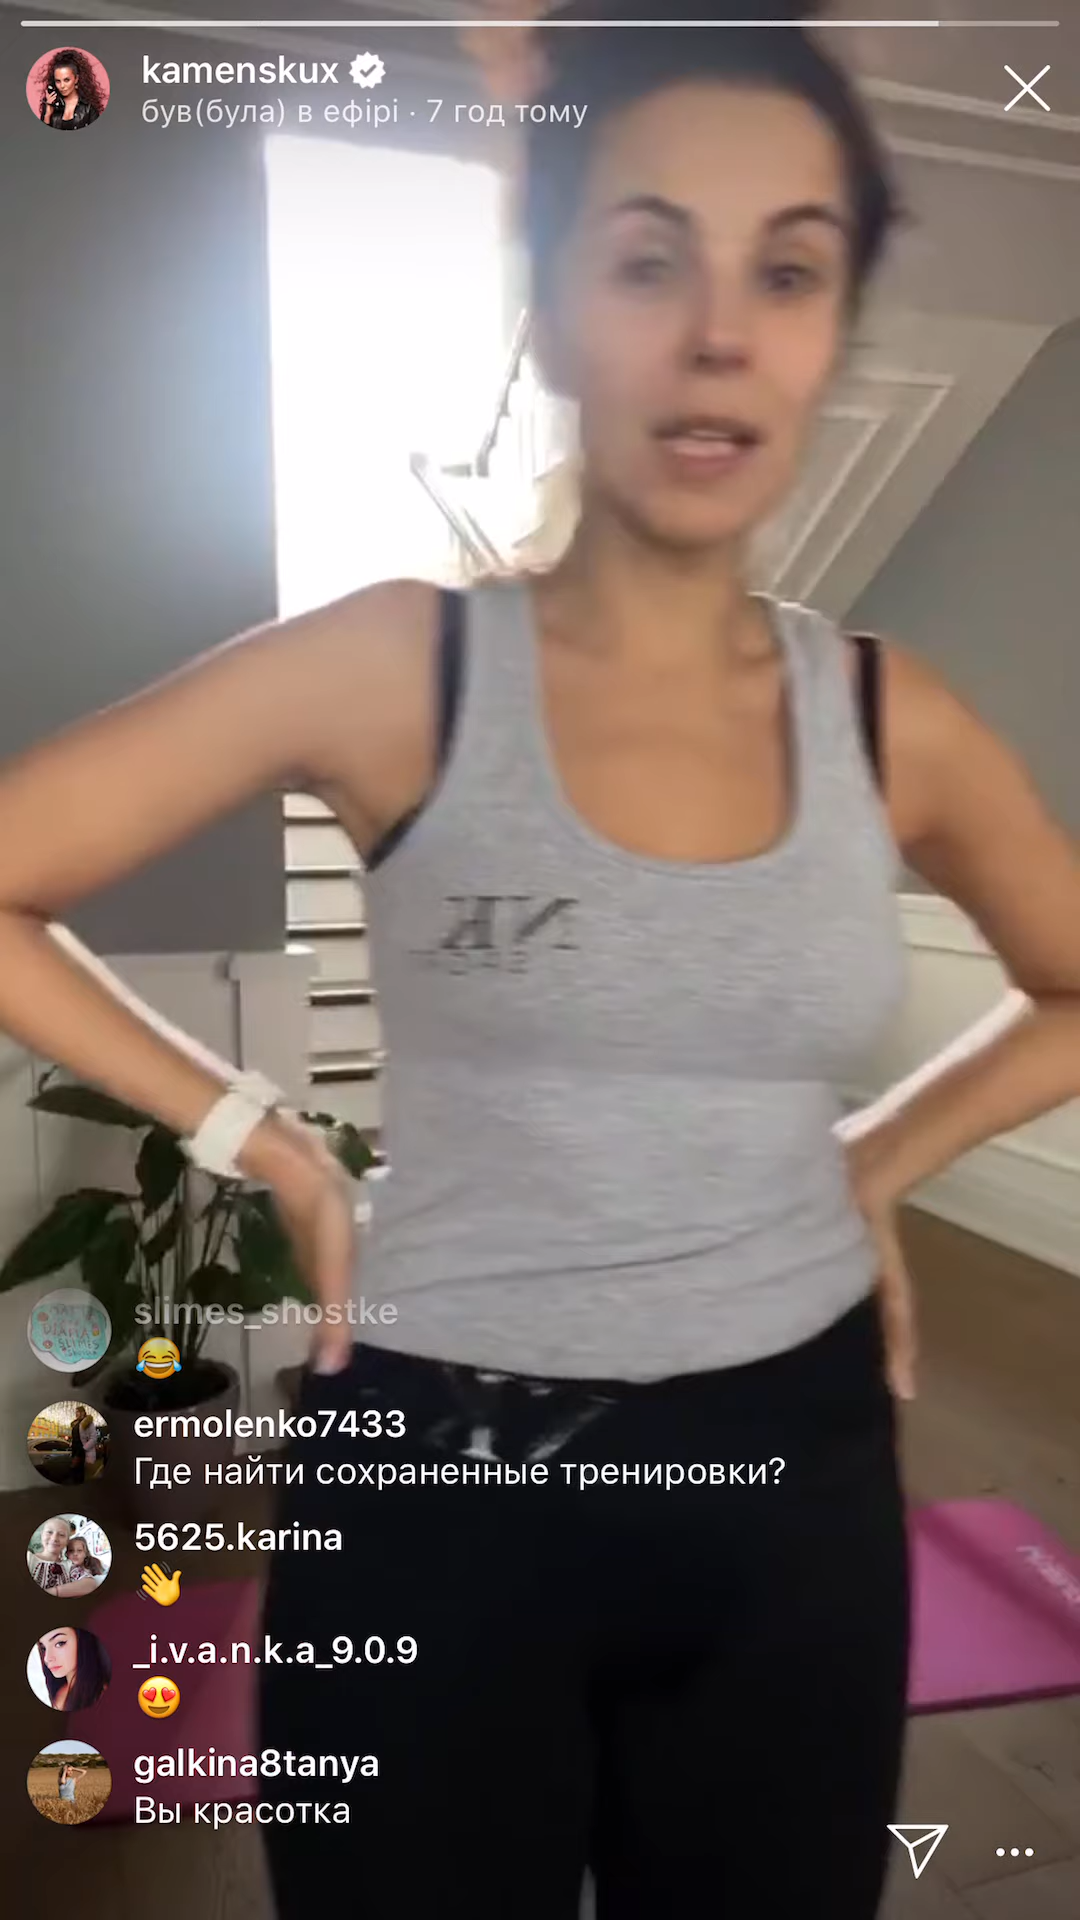 kamenskux
був(була) в ефірі · 7 год тому
NK
slimes_shostke
😂
ermolenko7433
Где найти сохраненные тренировки?
5625.karina
👋
_i.v.a.n.k.a_9.0.9
😍
galkina8tanya
Вы красотка